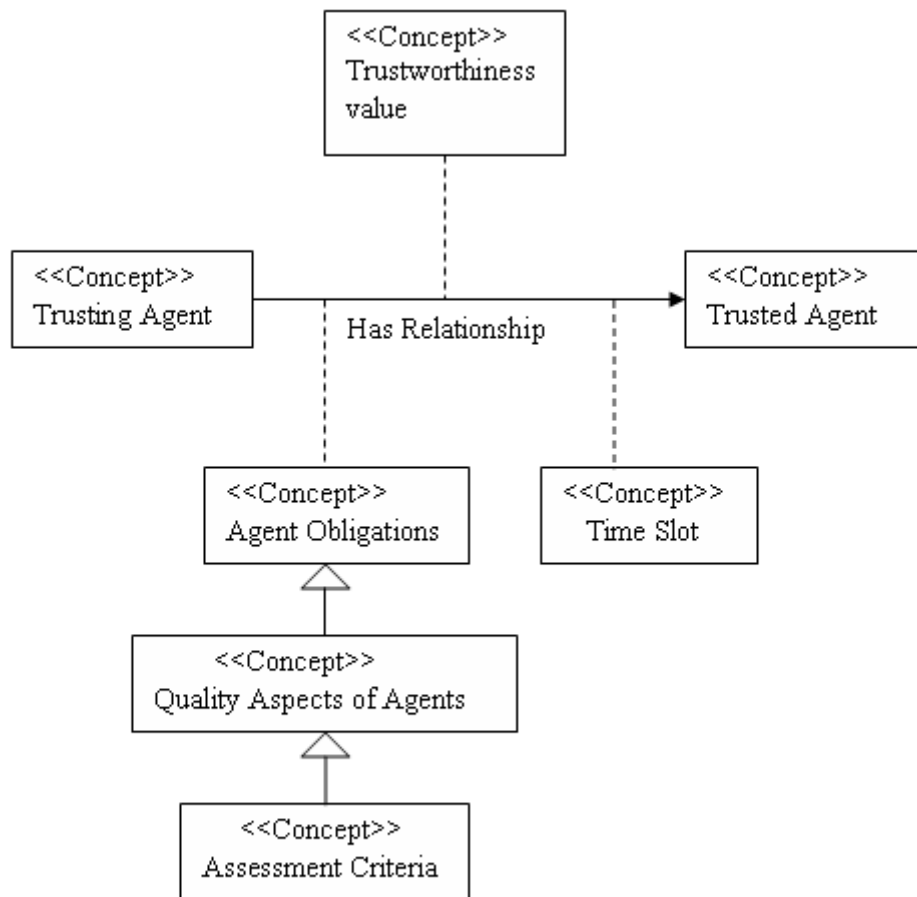 <<Concept>>
Trustworthiness
value
<<Concept>>
Trusting Agent
Has Relationship
<<Concept>>
Trusted Agent
<<Concept>>
Agent Obligations
<<Concept>>
Time Slot
<<Concept>>
Quality Aspects of Agents
<<Concept>>
Assessment Criteria